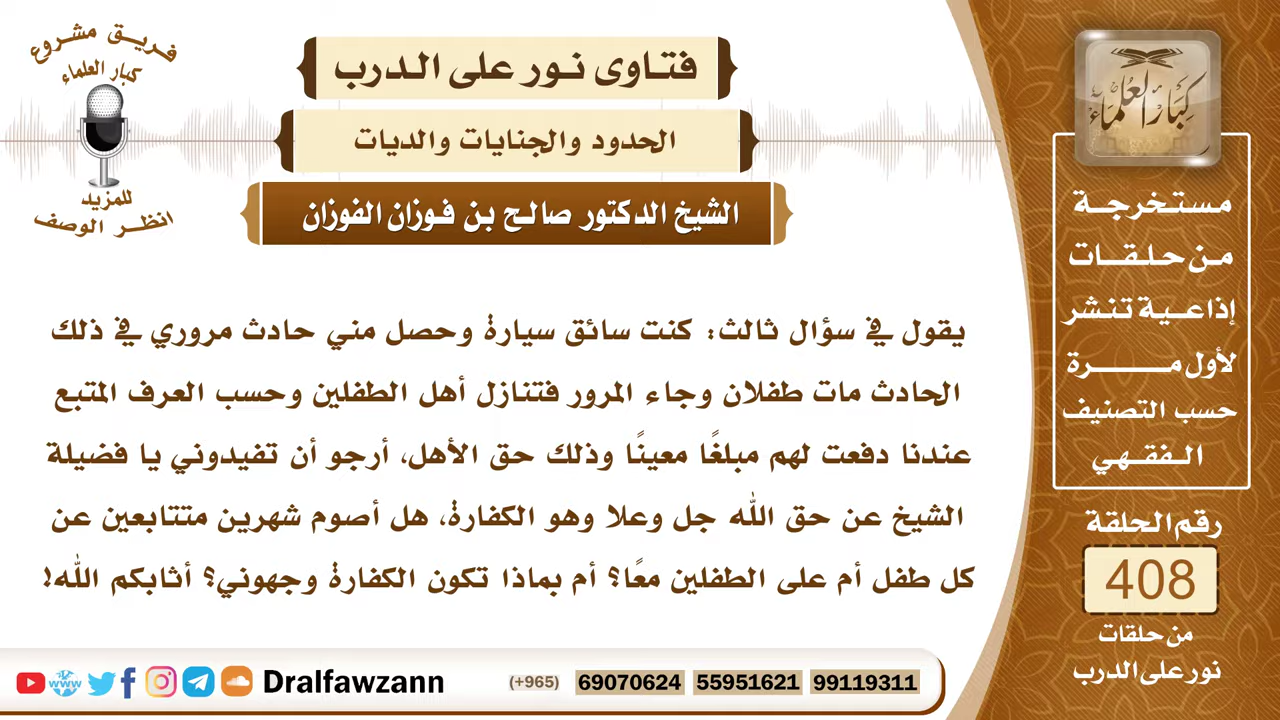 فريق مشروع
كبار العلماء
للمزيد
انظر الوصف
فتاوى نور على الدرب
الحدود والجنايات والديات
الشيخ الدكتور صالح بن فوزان الفوزان
يقول في سؤال ثالث: كنت سائق سيارة وحصل مني حادث مروري في ذلك
الحادث مات طفلان وجاء المرور فتنازل أهل الطفلين وحسب العرف المتبع
عندنا دفعت لهم مبلغًا معينًا وذلك حق الأهل، أرجو أن تفيدوني يا فضيلة
الشيخ عن حق الله جل وعلا وهو الكفارة، هل أصوم شهرين متتابعين عن
كل طفل أم على الطفلين معًا؟ أم بماذا تكون الكفارة وجهوني؟ أثابكم الله!
كبار العلماء
مستخرجة
من حلقات
إذاعية تنشر
لأول مرة
حسب التصنيف
الفقهي
رقم الحلقة
408
من حلقات
نور على الدرب
www
Dralfawzann
(+965) 69070624 55951621 99119311